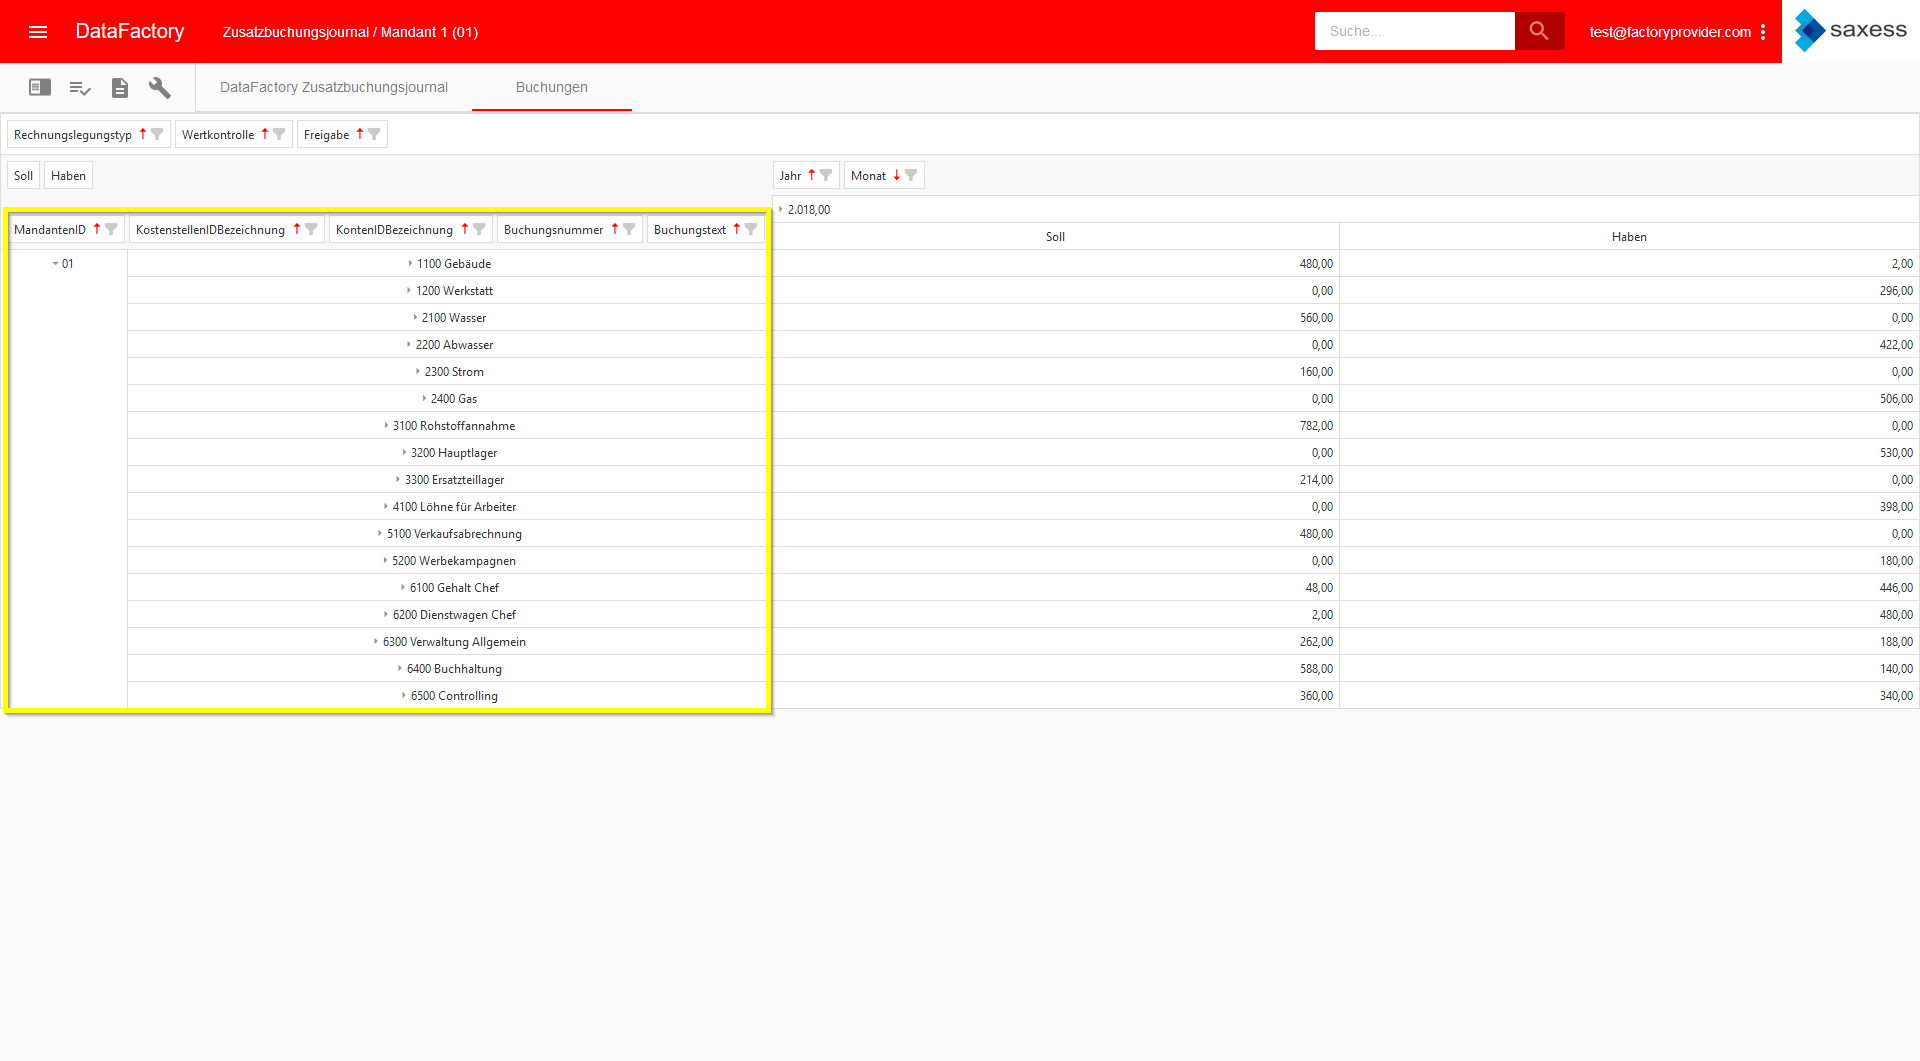 DataFactory Zusatzbuchungsjournal / Mandant 1 (01) Suche... test@factoryprovider.com saxess
DataFactory Zusatzbuchungsjournal Buchungen
Rechnungslegungstyp Wertkontrolle Freigabe
Soll Haben Jahr Monat
2.018,00
MandantenID KostenstellenIDBezeichnung KontenIDBezeichnung Buchungsnummer Buchungstext
Soll Haben
01 1100 Gebäude 480,00 2,00
1200 Werkstatt 0,00 296,00
2100 Wasser 560,00 0,00
2200 Abwasser 0,00 422,00
2300 Strom 160,00 0,00
2400 Gas 0,00 506,00
3100 Rohstoffannahme 782,00 0,00
3200 Hauptlager 0,00 530,00
3300 Ersatzteillager 214,00 0,00
4100 Löhne für Arbeiter 0,00 398,00
5100 Verkaufsabrechnung 480,00 0,00
5200 Werbekampagnen 0,00 180,00
6100 Gehalt Chef 48,00 446,00
6200 Dienstwagen Chef 2,00 480,00
6300 Verwaltung Allgemein 262,00 188,00
6400 Buchhaltung 588,00 140,00
6500 Controlling 360,00 340,00